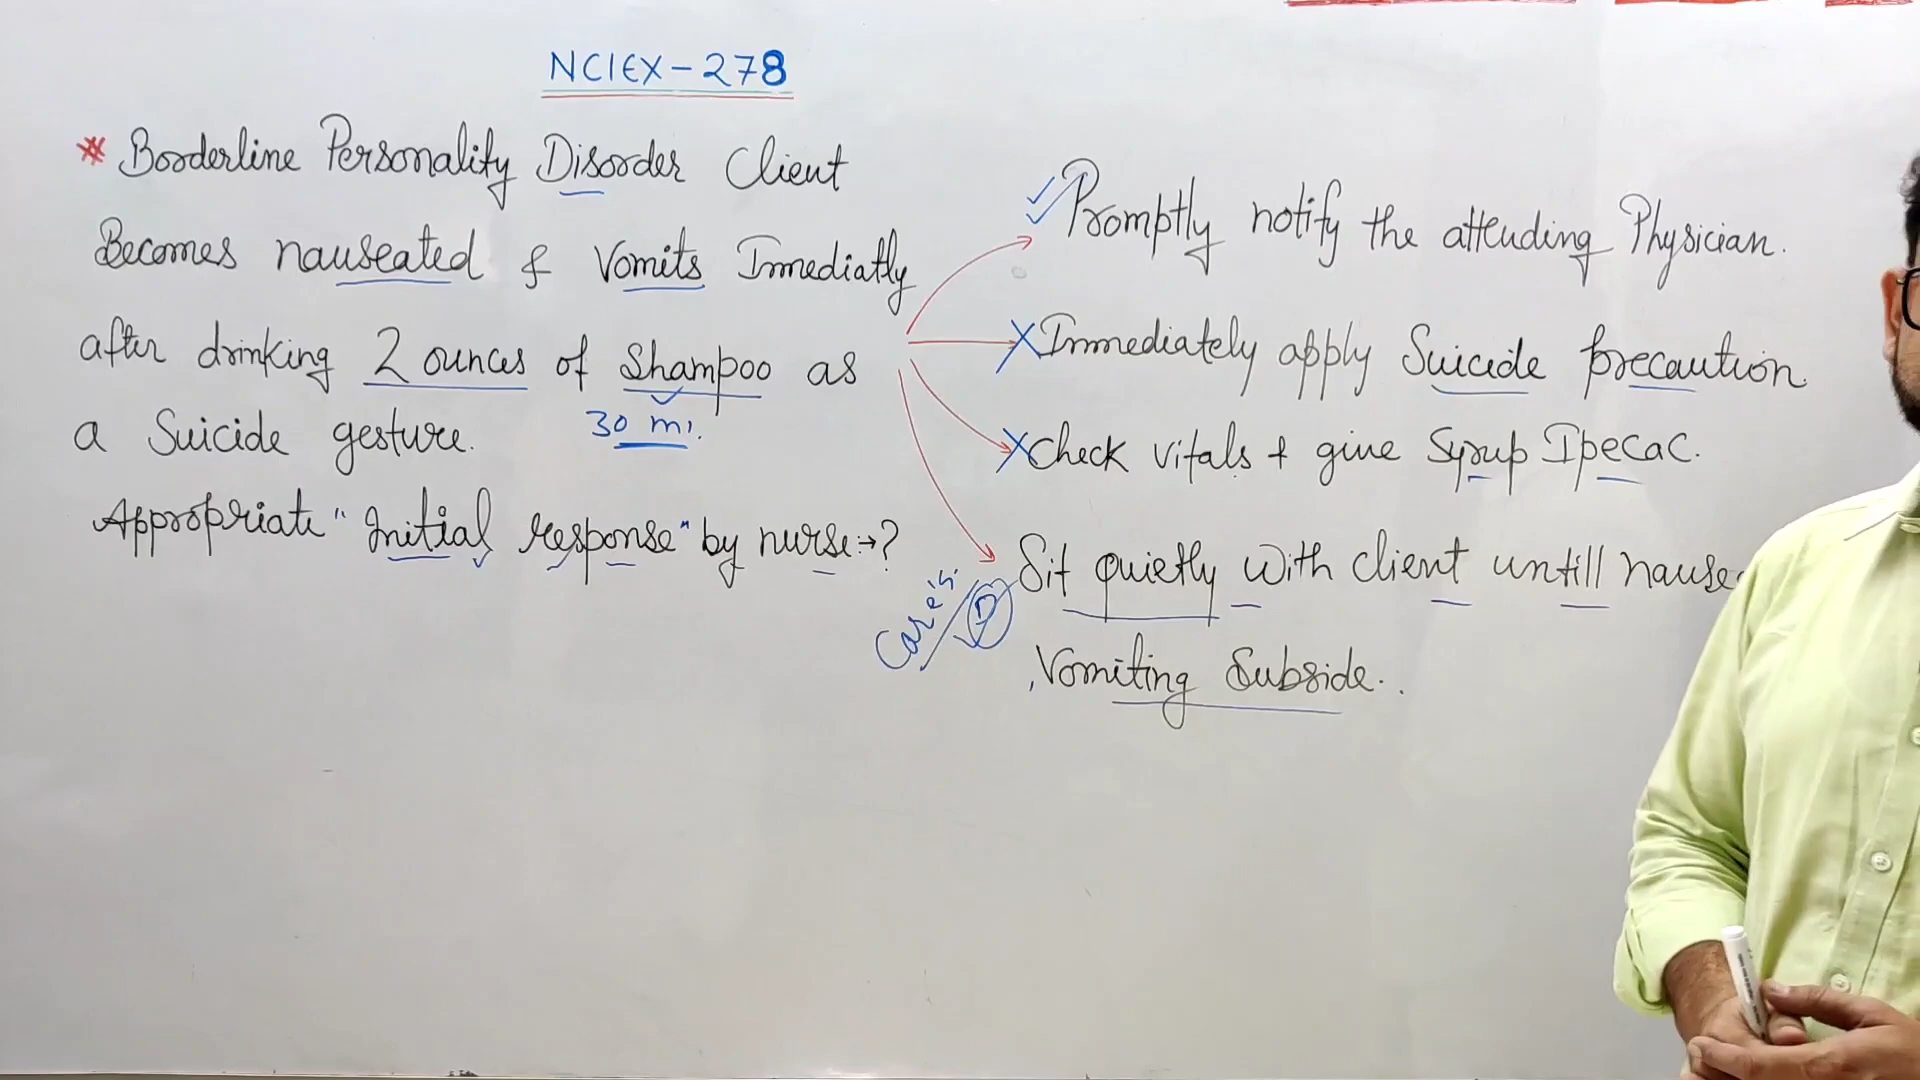 NCIEX - 278
* Borderline Personality Disorder Client
Becomes nauseated & Vomits Immediatly
after drinking 2 ounces of Shampoo as
a Suicide gesture. 30 ml.
Appropriate "Initial response" by nurse:→?
Promptly notify the attending Physician.
Immediately apply Suicide precaution.
Check vitals + give Syrup Ipecac.
Sit quietly with client untill nause
, Vomiting Subside.
D